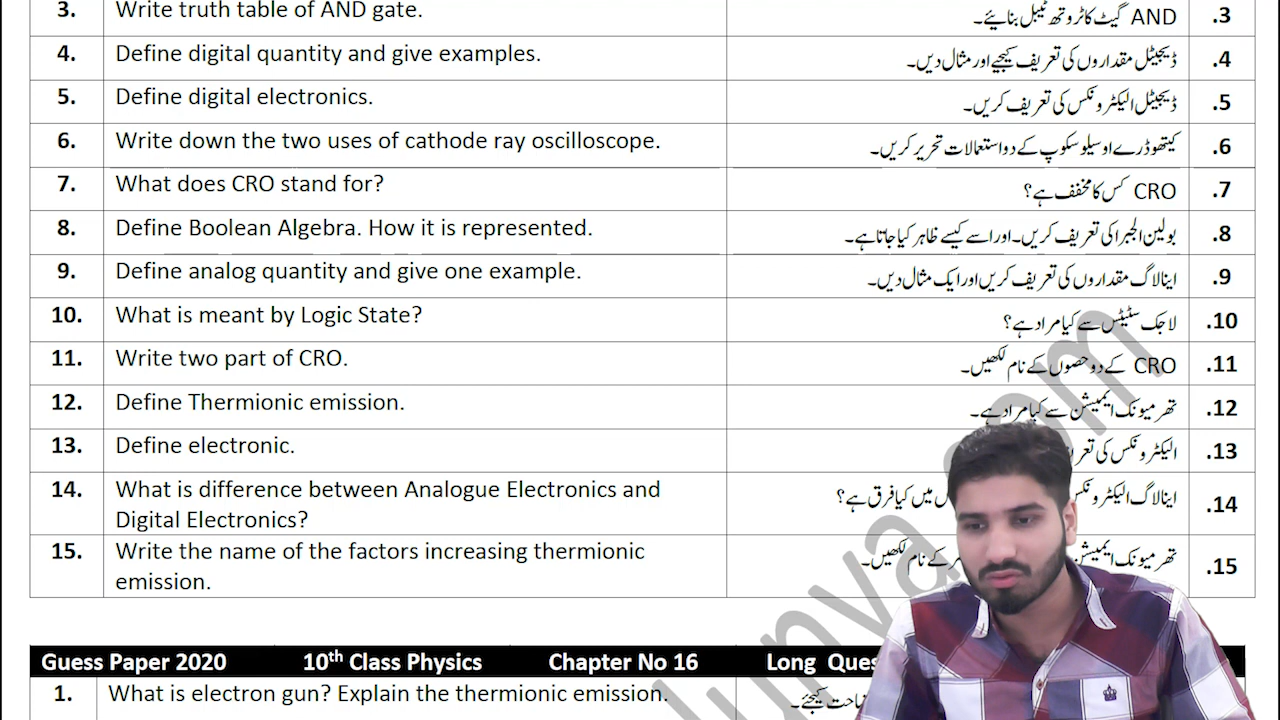 3. Write truth table of AND gate. AND گیٹ کا ٹروتھ ٹیبل بنائیے۔ .3
4. Define digital quantity and give examples. ڈیجیٹل مقداروں کی تعریف کیجیے اور مثال دیں۔ .4
5. Define digital electronics. ڈیجیٹل الیکٹرونکس کی تعریف کریں۔ .5
6. Write down the two uses of cathode ray oscilloscope. کیتھوڈ رے اوسیلوسکوپ کے دو استعمالات تحریر کریں۔ .6
7. What does CRO stand for? CRO کس کا مخفف ہے؟ .7
8. Define Boolean Algebra. How it is represented. بولین الجبرا کی تعریف کریں۔ اور اسے کیسے ظاہر کیا جاتا ہے۔ .8
9. Define analog quantity and give one example. اینالاگ مقداروں کی تعریف کریں اور ایک مثال دیں۔ .9
10. What is meant by Logic State? لاجک سٹیٹس سے کیا مراد ہے؟ .10
11. Write two part of CRO. CRO کے دو حصوں کے نام لکھیں۔ .11
12. Define Thermionic emission. تھرمیونک ایمیشن سے کیا مراد ہے۔ .12
13. Define electronic. الیکٹرونکس کی .13
14. What is difference between Analogue Electronics and اینالاگ میں کیا فرق ہے؟ .14
Digital Electronics?
15. Write the name of the factors increasing thermionic تھرمیونک کے نام لکھیں۔ .15
emission.
Guess Paper 2020 10th Class Physics Chapter No 16 Long
1. What is electron gun? Explain the thermionic emission. کیجئے۔